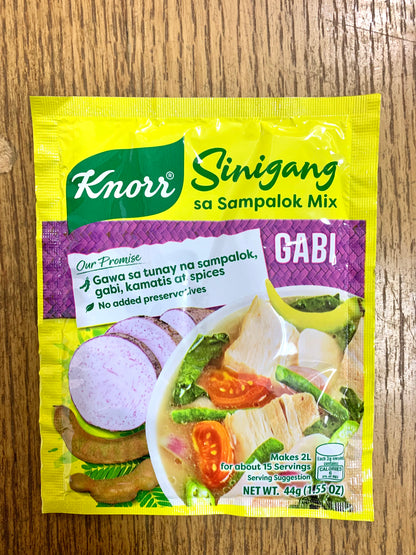 Knorr®
Sinigang
sa Sampalok Mix
GABI
Our Promise
Gawa sa tunay na sampalok,
gabi, kamatis at spices
No added preservatives
Makes 2L
for about 15 Servings
Serving Suggestion
NET WT. 44g (1.55 OZ)
CALORIES